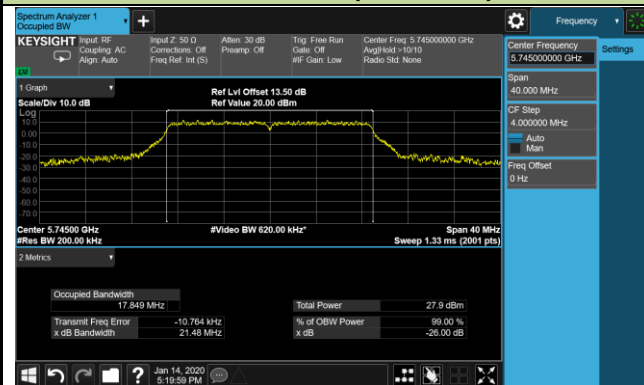 Spectrum Analyzer 1
Occupied BW
+
Frequency
KEYSIGHT
Input: RF
Coupling: AC
Align: Auto
Input Z: 50 Ω
Corrections: Off
Freq Ref: Int (S)
Atten: 30 dB
Preamp: Off
Trig: Free Run
Gate: Off
#IF Gain: Low
Center Freq: 5.745000000 GHz
Avg|Hold:>10/10
Radio Std: None
LXI
Center Frequency
5.745000000 GHz
Settings
Span
40.000 MHz
CF Step
4.000000 MHz
Auto
Man
Freq Offset
0 Hz
1 Graph
Scale/Div 10.0 dB
Ref Lvl Offset 13.50 dB
Ref Value 20.00 dBm
Log
10.0
0.00
-10.0
-20.0
-30.0
-40.0
-50.0
-60.0
-70.0
Center 5.74500 GHz
#Res BW 200.00 kHz
#Video BW 620.00 kHz*
Span 40 MHz
Sweep 1.33 ms (2001 pts)
2 Metrics
Occupied Bandwidth
17.849 MHz
Total Power 27.9 dBm
Transmit Freq Error -10.764 kHz
% of OBW Power 99.00 %
x dB Bandwidth 21.48 MHz
x dB -26.00 dB
?
Jan 14, 2020
5:19:59 PM